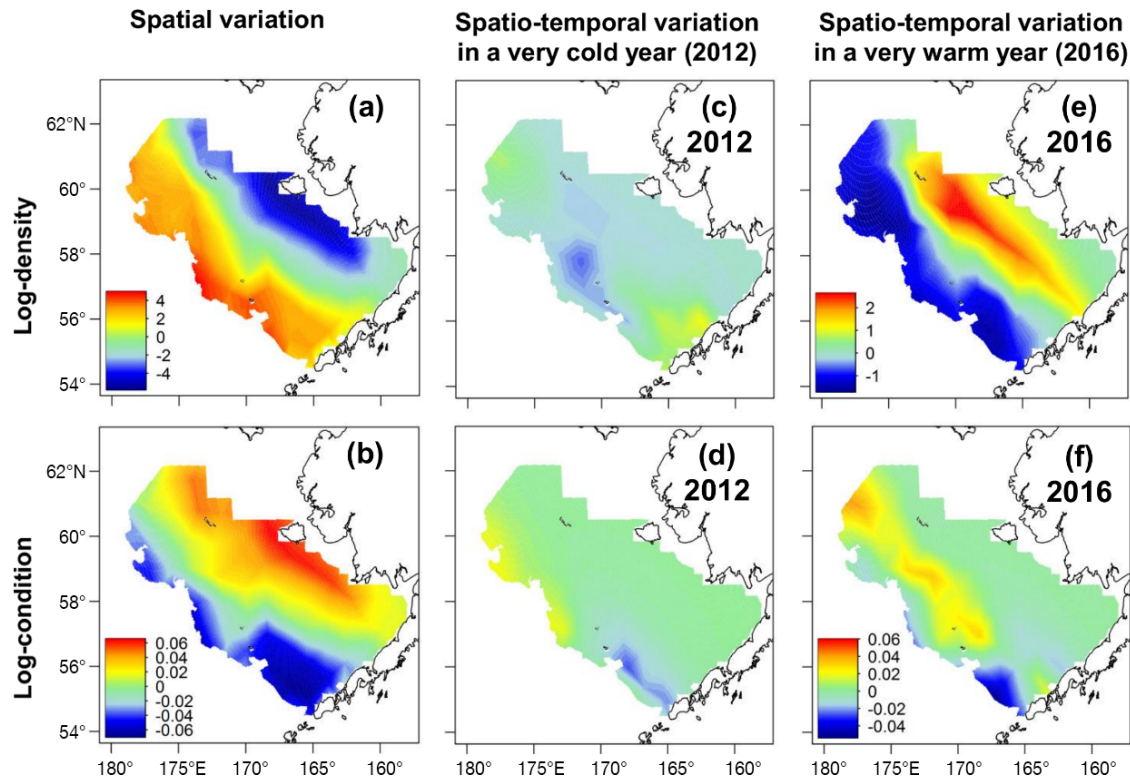 Spatial variation
Spatio-temporal variation
in a very cold year (2012)
Spatio-temporal variation
in a very warm year (2016)
Log-density
62°N
60°
58°
56°
54°
(a)
4
2
0
-2
-4
(c)
2012
(e)
2016
2
1
0
-1
Log-condition
62°N
60°
58°
56°
54°
(b)
0.06
0.04
0.02
0
-0.02
-0.04
-0.06
(d)
2012
(f)
2016
0.06
0.04
0.02
0
-0.02
-0.04
180°
175°E
170°
165°
160°
180°
175°E
170°
165°
160°
180°
175°E
170°
165°
160°